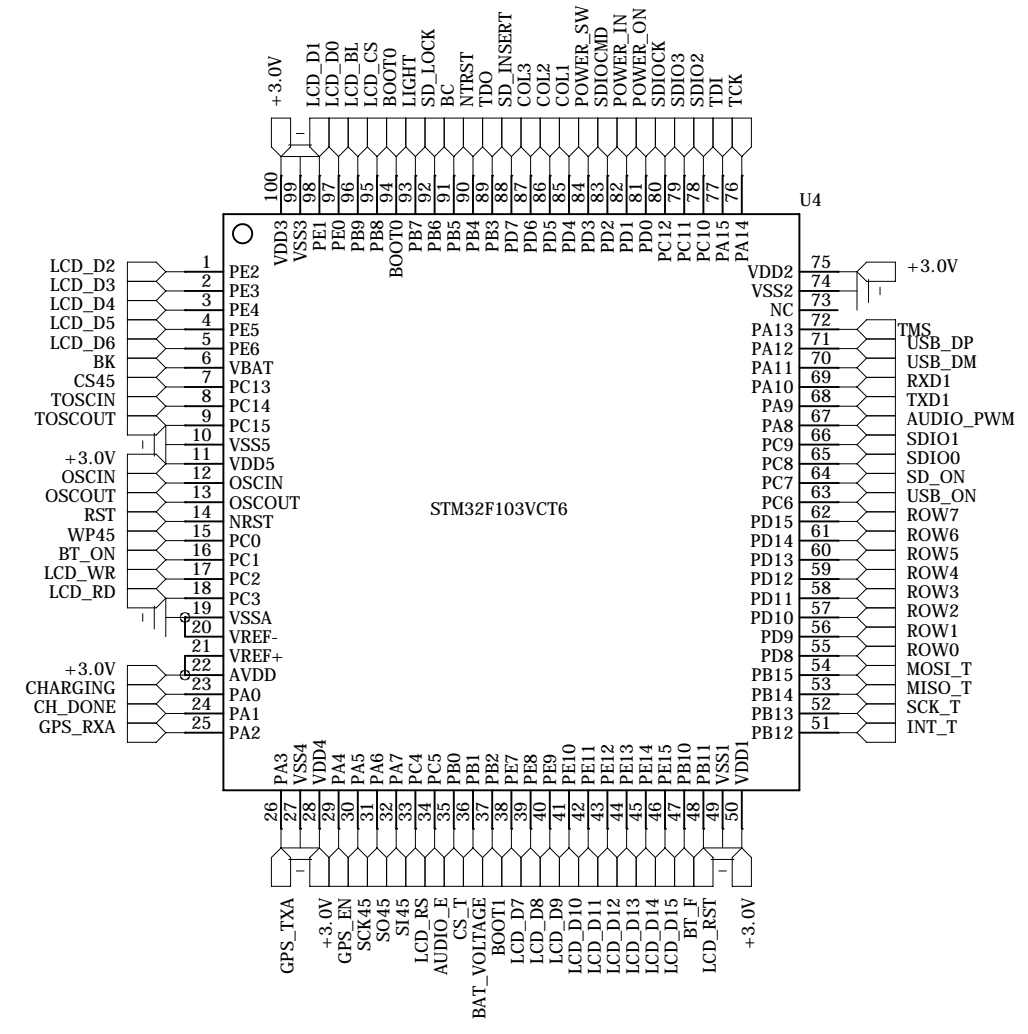 +3.0V
LCD_D1
LCD_D0
LCD_BL
LCD_CS
BOOT0
LIGHT
SD_LOCK
BC
NTRST
TDO
SD_INSERT
COL3
COL2
COL1
POWER_SW
SDIOCMD
POWER_IN
POWER_ON
SDIOCK
SDIO3
SDIO2
TDI
TCK
100
99
98
97
96
95
94
93
92
91
90
89
88
87
86
85
84
83
82
81
80
79
78
77
76
U4
VDD3
VSS3
PE1
PE0
PB9
PB8
BOOT0
PB7
PB6
PB5
PB4
PB3
PD7
PD6
PD5
PD4
PD3
PD2
PD1
PD0
PC12
PC11
PC10
PA15
PA14
LCD_D2 1 PE2
LCD_D3 2 PE3
LCD_D4 3 PE4
LCD_D5 4 PE5
LCD_D6 5 PE6
BK 6 VBAT
CS45 7 PC13
TOSCIN 8 PC14
TOSCOUT 9 PC15
10 VSS5
+3.0V 11 VDD5
OSCIN 12 OSCIN
OSCOUT 13 OSCOUT
RST 14 NRST
WP45 15 PC0
BT_ON 16 PC1
LCD_WR 17 PC2
LCD_RD 18 PC3
19 VSSA
20 VREF-
21 VREF+
+3.0V 22 AVDD
CHARGING 23 PA0
CH_DONE 24 PA1
GPS_RXA 25 PA2
STM32F103VCT6
VDD2 75 +3.0V
VSS2 74
NC 73
PA13 72 TMS
PA12 71 USB_DP
PA11 70 USB_DM
PA10 69 RXD1
PA9 68 TXD1
PA8 67 AUDIO_PWM
PC9 66 SDIO1
PC8 65 SDIO0
PC7 64 SD_ON
PC6 63 USB_ON
PD15 62 ROW7
PD14 61 ROW6
PD13 60 ROW5
PD12 59 ROW4
PD11 58 ROW3
PD10 57 ROW2
PD9 56 ROW1
PD8 55 ROW0
PB15 54 MOSI_T
PB14 53 MISO_T
PB13 52 SCK_T
PB12 51 INT_T
PA3
VSS4
VDD4
PA4
PA5
PA6
PA7
PC4
PC5
PB0
PB1
PB2
PE7
PE8
PE9
PE10
PE11
PE12
PE13
PE14
PE15
PB10
PB11
VSS1
VDD1
26
27
28
29
30
31
32
33
34
35
36
37
38
39
40
41
42
43
44
45
46
47
48
49
50
GPS_TXA
+3.0V
GPS_EN
SCK45
SO45
SI45
LCD_RS
AUDIO_E
CS_T
BAT_VOLTAGE
BOOT1
LCD_D7
LCD_D8
LCD_D9
LCD_D10
LCD_D11
LCD_D12
LCD_D13
LCD_D14
LCD_D15
BT_F
LCD_RST
+3.0V